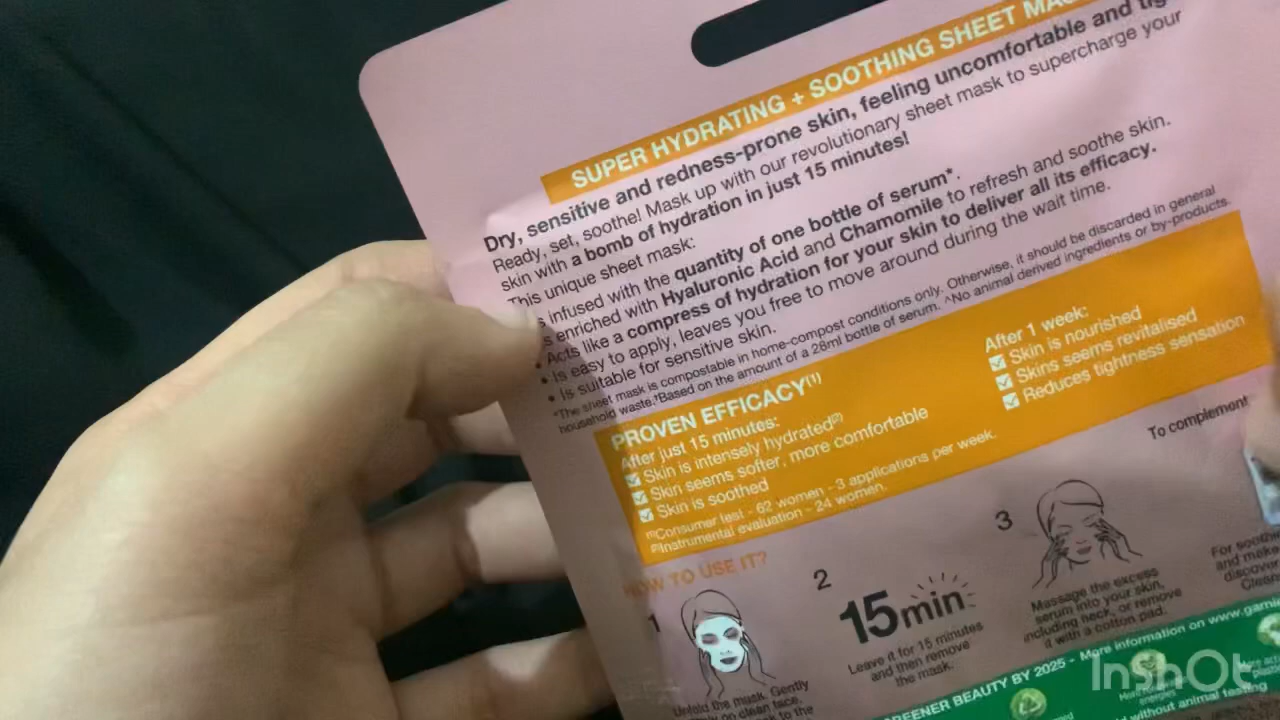 SUPER HYDRATING + SOOTHING SHEET
Dry, sensitive and redness-prone skin, feeling uncomfortable and
Ready, set, soothe! Mask up with our revolutionary sheet mask to supercharge your
skin with a bomb of hydration in just 15 minutes!
This unique sheet mask:
infused with the quantity of one bottle of serum*.
enriched with Hyaluronic Acid and Chamomile to refresh and soothe skin.
• Acts like a compress of hydration for your skin to deliver all its efficacy.
• Is easy to apply, leaves you free to move around during the wait time.
• Is suitable for sensitive skin.
*The sheet mask is compostable in home-compost conditions only. Otherwise, it should be discarded in general
household waste. †Based on the amount of a 28ml bottle of serum. ^No animal derived ingredients or by-products.
PROVEN EFFICACY(1)
After just 15 minutes:
Skin is intensely hydrated(2)
Skin seems softer, more comfortable
Skin is soothed
After 1 week:
Skin is nourished
Skins seems revitalised
Reduces tightness sensation
(1)Consumer test - 62 women - 3 applications per week.
(2)Instrumental evaluation - 24 women.
HOW TO USE IT?
1
Unfold the mask. Gently
on clean face,
to the
2
15min
Leave it for 15 minutes
and then remove
the mask.
3
Massage the excess
serum into your skin,
including neck, or remove
it with a cotton pad.
To complement
For
and make
discover
GREENER BEAUTY BY 2025 - More information on www.garni
without animal testing
InShOt